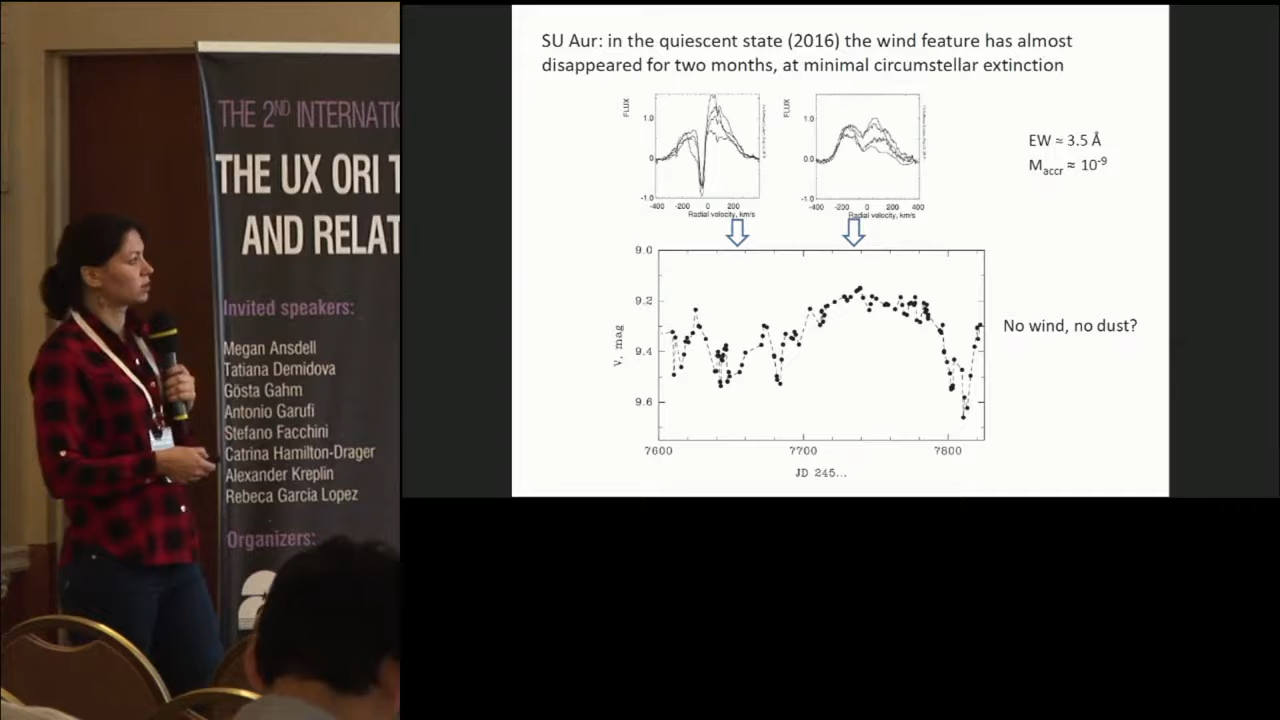 THE 2ND INTERNATI
THE UX ORI T
AND RELAT
Invited speakers:
Megan Ansdell
Tatiana Demidova
Gösta Gahm
Antonio Garufi
Stefano Facchini
Catrina Hamilton-Drager
Alexander Kreplin
Rebeca Garcia Lopez
Organizers:
SU Aur: in the quiescent state (2016) the wind feature has almost
disappeared for two months, at minimal circumstellar extinction
FLUX
1.0
0
-1.0
-400 -200 0 200
Radial velocity, km/s
FLUX
1.0
0.0
-1.0
-400 -200 0 200 400
Radial velocity, km/s
EW ≈ 3.5 Å
Maccr ≈ 10-9
9.0
9.2
9.4
9.6
V, mag
7600 7700 7800
JD 245...
No wind, no dust?